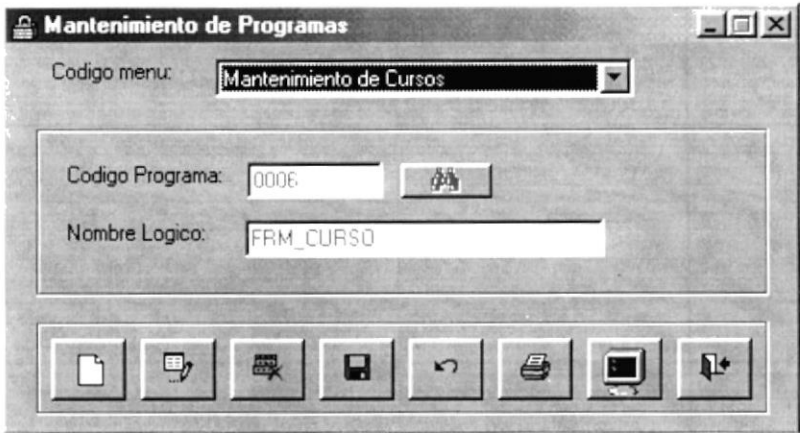 Mantenimiento de Programas
Codigo menu: Mantenimiento de Cursos
Codigo Programa: 0006
Nombre Logico: FRM_CURSO